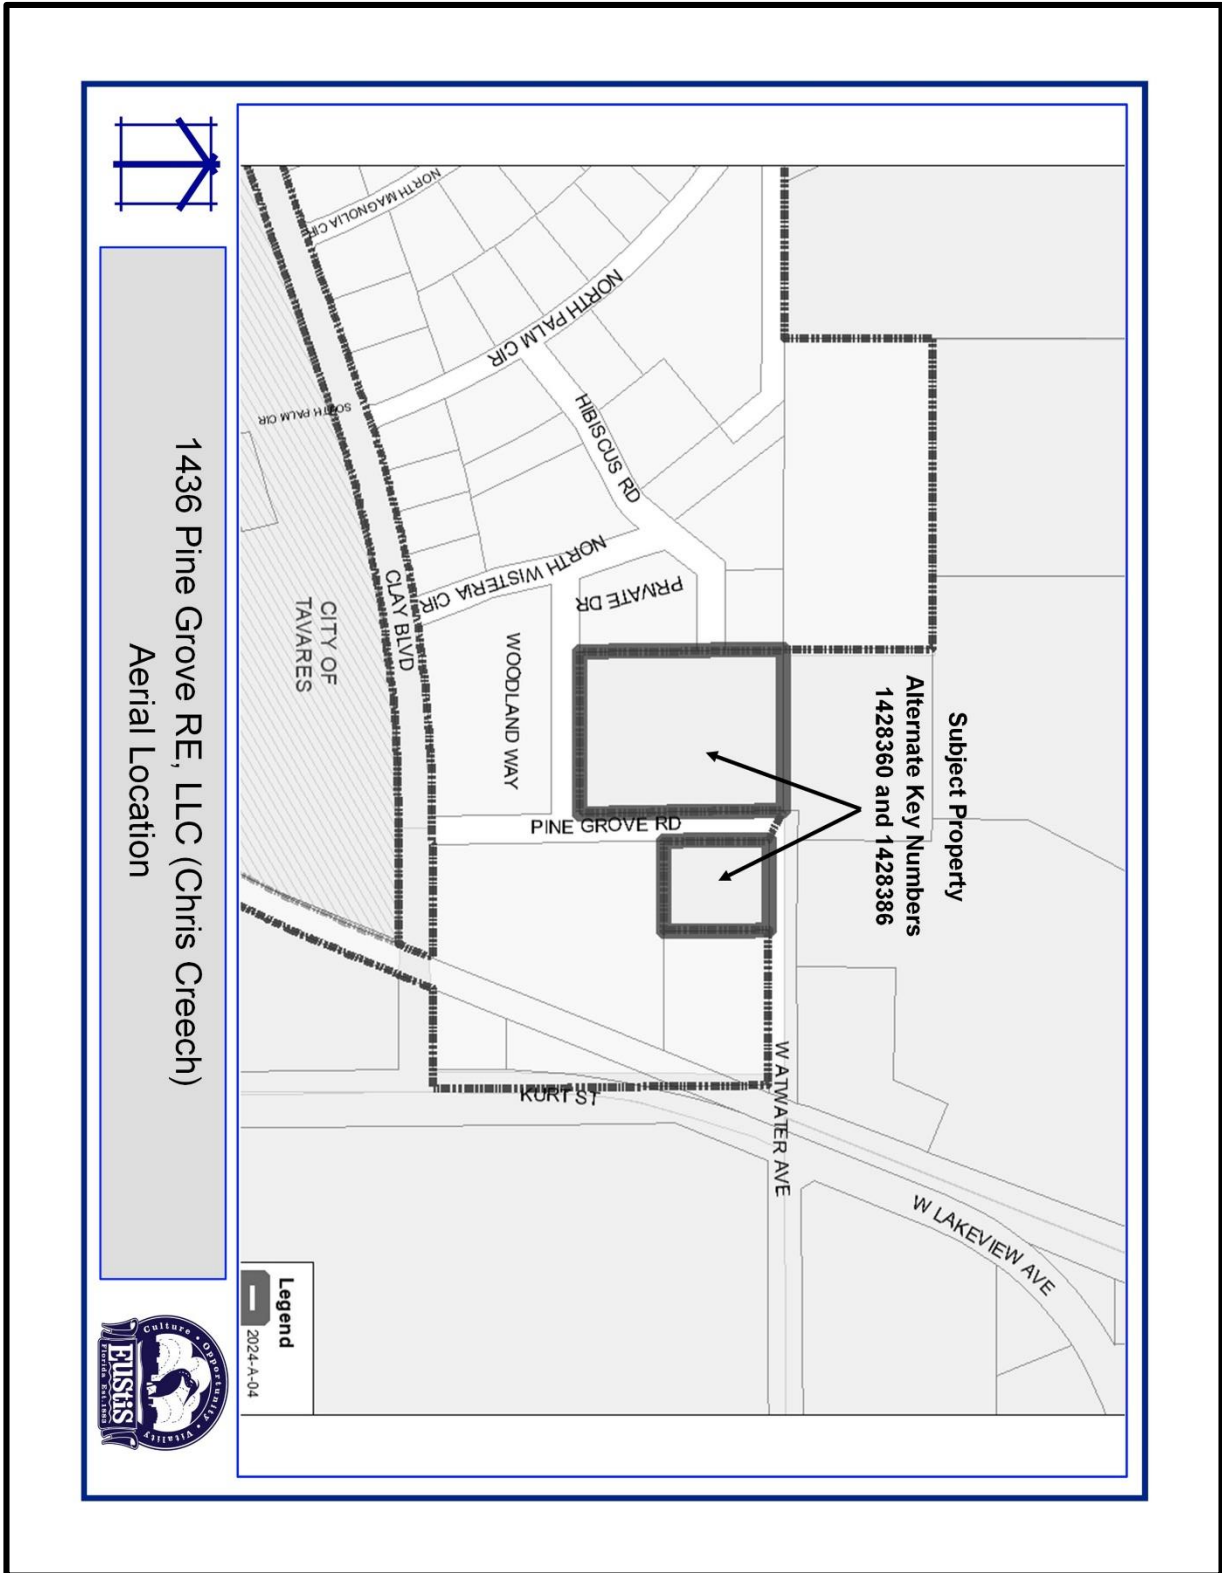 Subject Property
Alternate Key Numbers
1428360 and 1428386
W LAKEVIEW AVE
W ATWATER AVE
NORTH PALM CIR
HIBISCUS RD
PRIVATE DR
PINE GROVE RD
KURT ST
NORTH WISTERIA CIR
WOODLAND WAY
NORTH MAGNOLIA CIR
CLAY BLVD
SOUTH PALM CIR
CITY OF
TAVARES
Legend
2024-A-04
1436 Pine Grove RE, LLC (Chris Creech)
Aerial Location
Culture • Opportunity • Vitality
EUStiS
Florida Est.1883